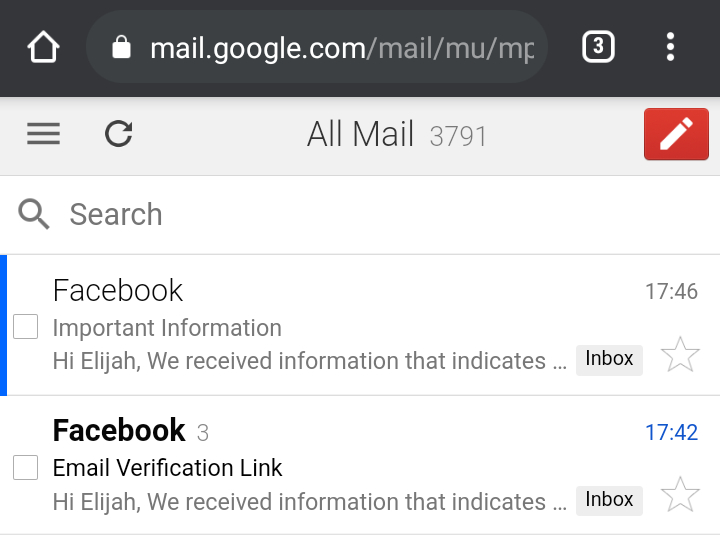 mail.google.com/mail/mu/mp
3
All Mail 3791
Search
Facebook 17:46
Important Information
Hi Elijah, We received information that indicates ... Inbox
Facebook 3 17:42
Email Verification Link
Hi Elijah, We received information that indicates ... Inbox